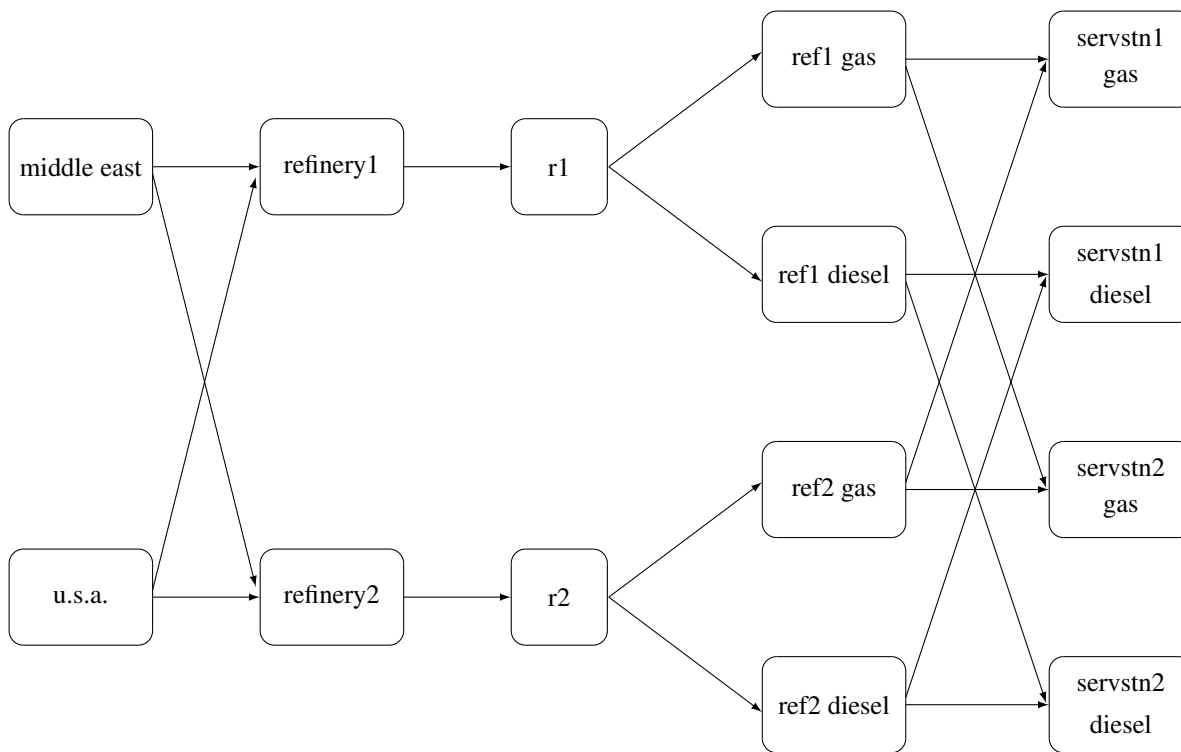 middle east
u.s.a.
refinery1
refinery2
r1
r2
ref1 gas
ref1 diesel
ref2 gas
ref2 diesel
servstn1
gas
servstn1
diesel
servstn2
gas
servstn2
diesel